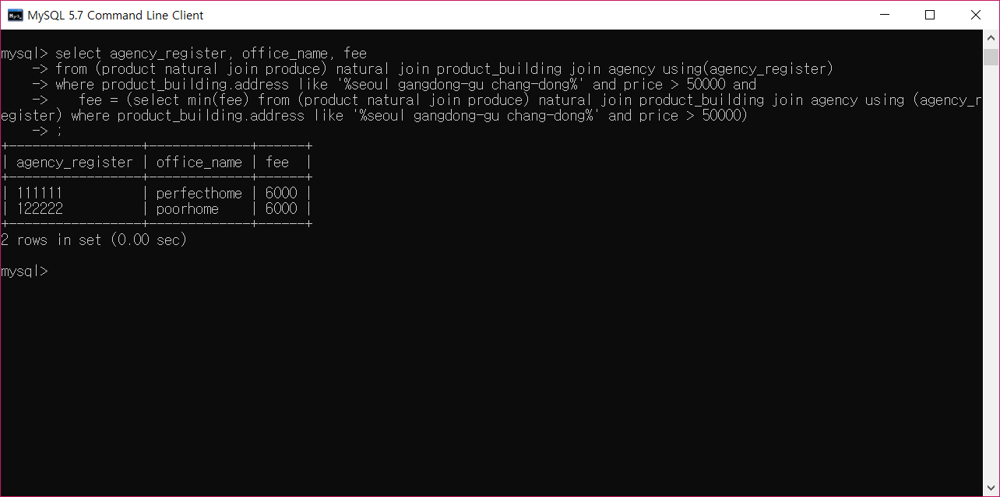 MySQL 5.7 Command Line Client
mysql> select agency_register, office_name, fee
    -> from (product natural join produce) natural join product_building join agency using(agency_register)
    -> where product_building.address like '%seoul gangdong-gu chang-dong%' and price > 50000 and
    ->    fee = (select min(fee) from (product natural join produce) natural join product_building join agency using (agency_r
egister) where product_building.address like '%seoul gangdong-gu chang-dong%' and price > 50000)
    -> ;
+-----------------+-------------+------+
| agency_register | office_name | fee  |
+-----------------+-------------+------+
| 111111          | perfecthome | 6000 |
| 122222          | poorhome    | 6000 |
+-----------------+-------------+------+
2 rows in set (0.00 sec)
mysql>